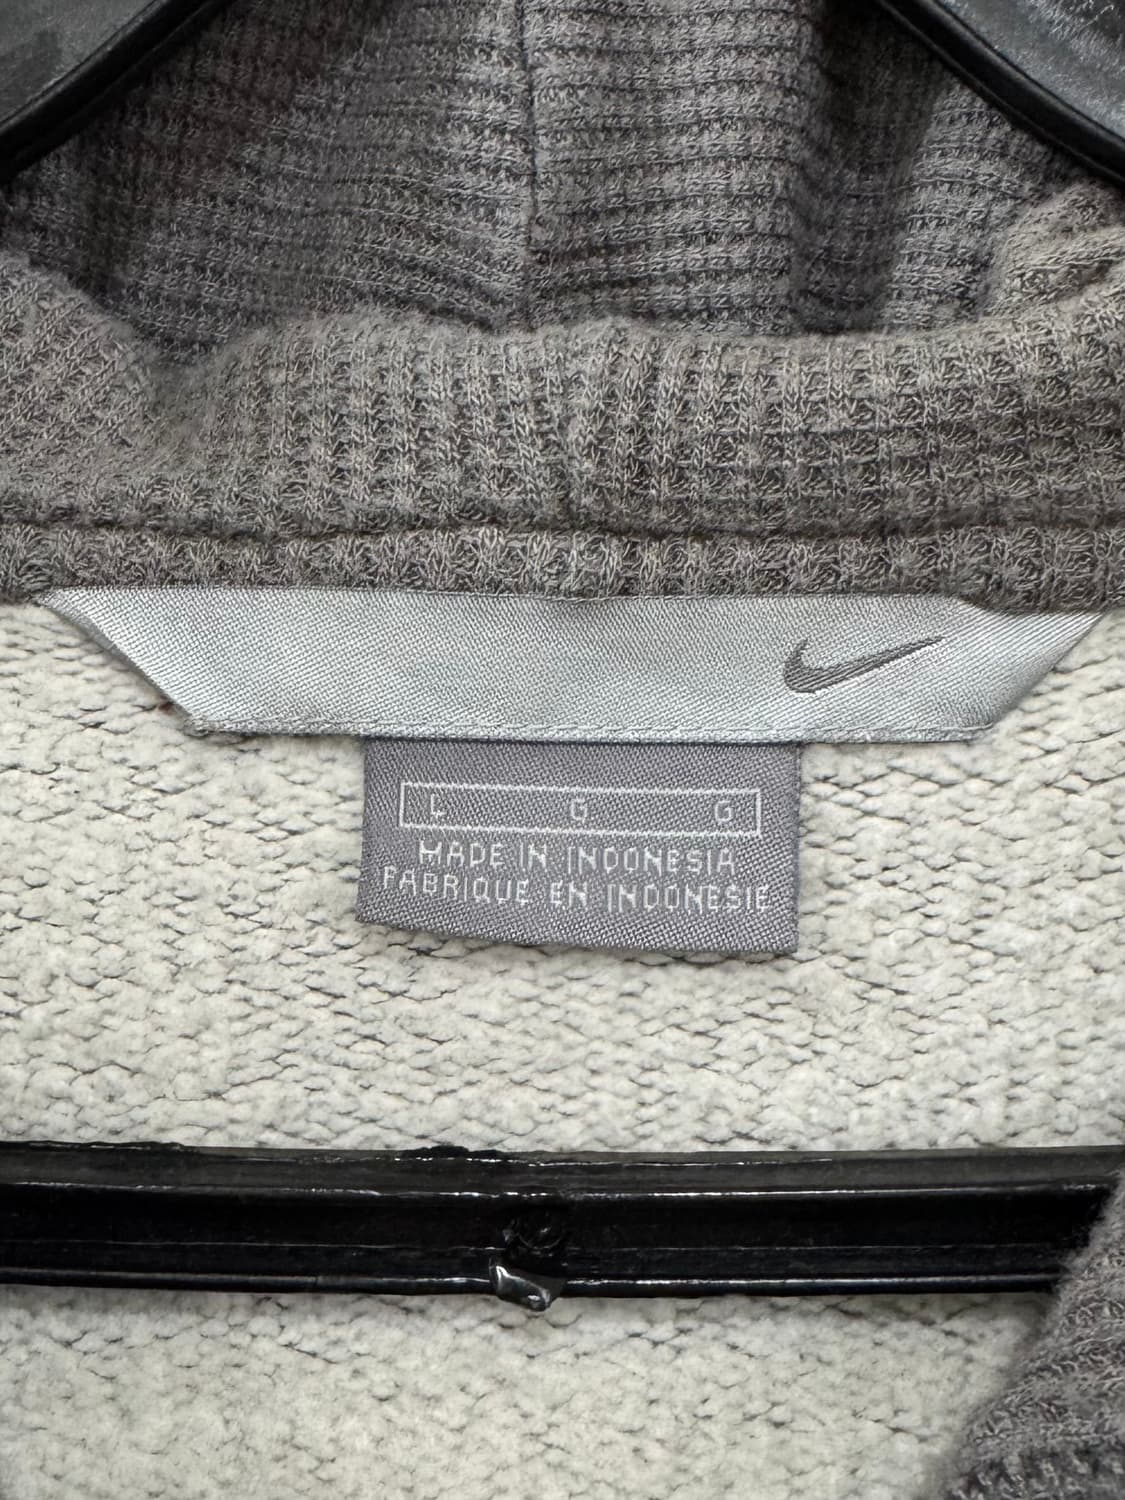 L G G
MADE IN INDONESIA
FABRIQUE EN INDONESIE